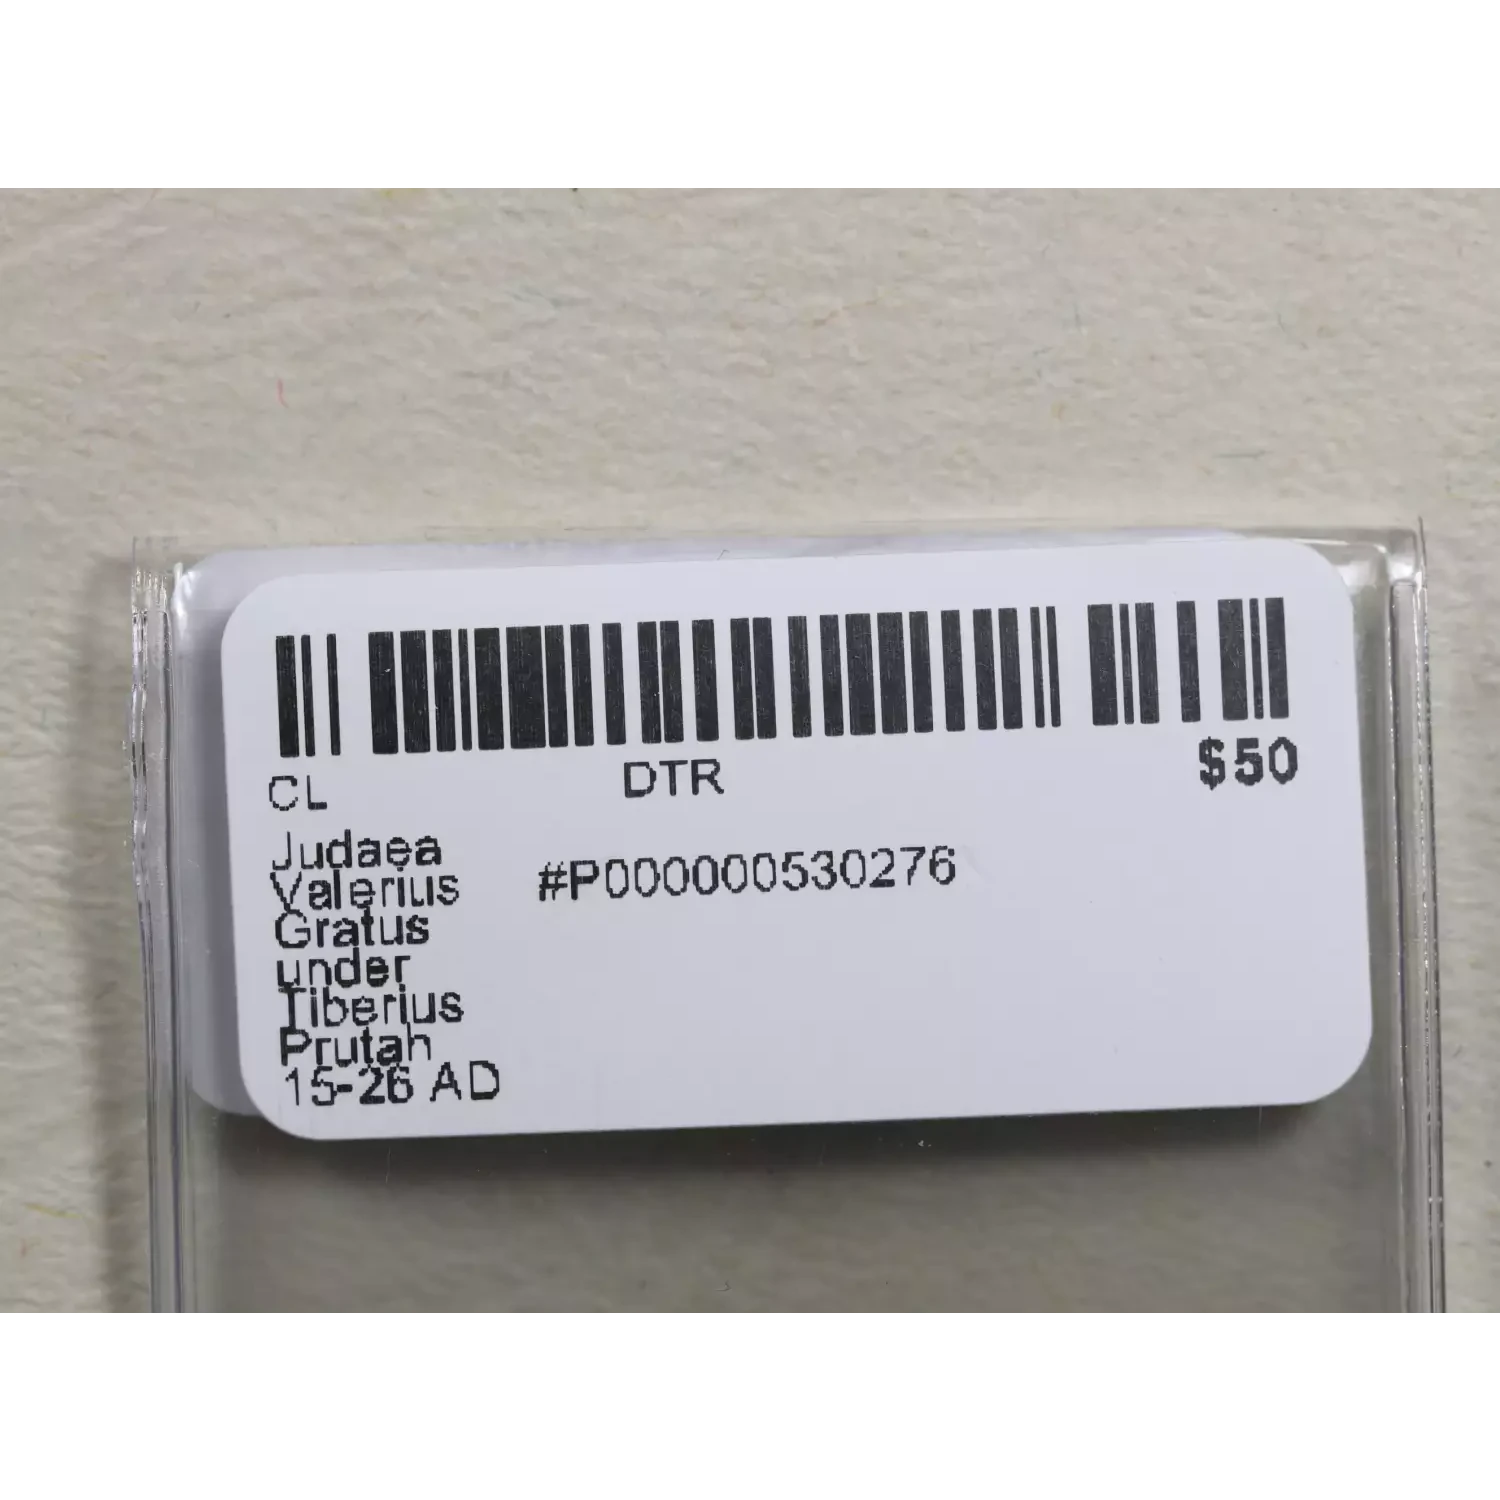 CL DTR $50
Judaea
Valerius
Gratus
under
Tiberius
Prutah
15-26 AD
#P000000530276